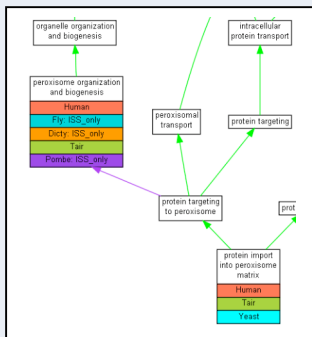 organelle organization
and biogenesis
intracellular
protein transport
peroxisome organization
and biogenesis
Human
Fly: ISS_only
Dicty: ISS_only
Tair
Pombe: ISS_only
peroxisomal
transport
protein targeting
protein targeting
to peroxisome
prot
protein import
into peroxisome
matrix
Human
Tair
Yeast